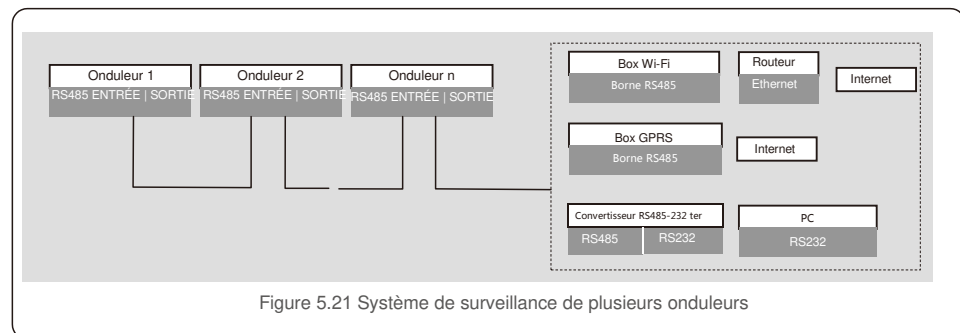 Onduleur 1
RS485 ENTRÉE | SORTIE
Onduleur 2
RS485 ENTRÉE | SORTIE
Onduleur n
RS485 ENTRÉE | SORTIE
Box Wi-Fi
Borne RS485
Routeur
Ethernet
Internet
Box GPRS
Borne RS485
Internet
Convertisseur RS485-232 ter
RS485
RS232
PC
RS232
Figure 5.21 Système de surveillance de plusieurs onduleurs